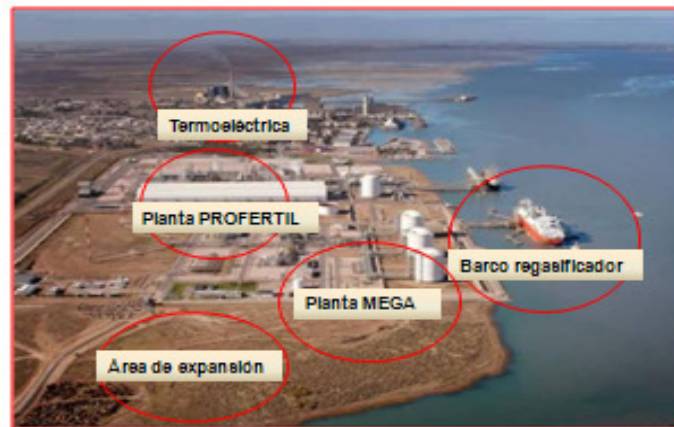 Termoeléctrica
Planta PROFERTIL
Barco regasificador
Planta MEGA
Área de expansión